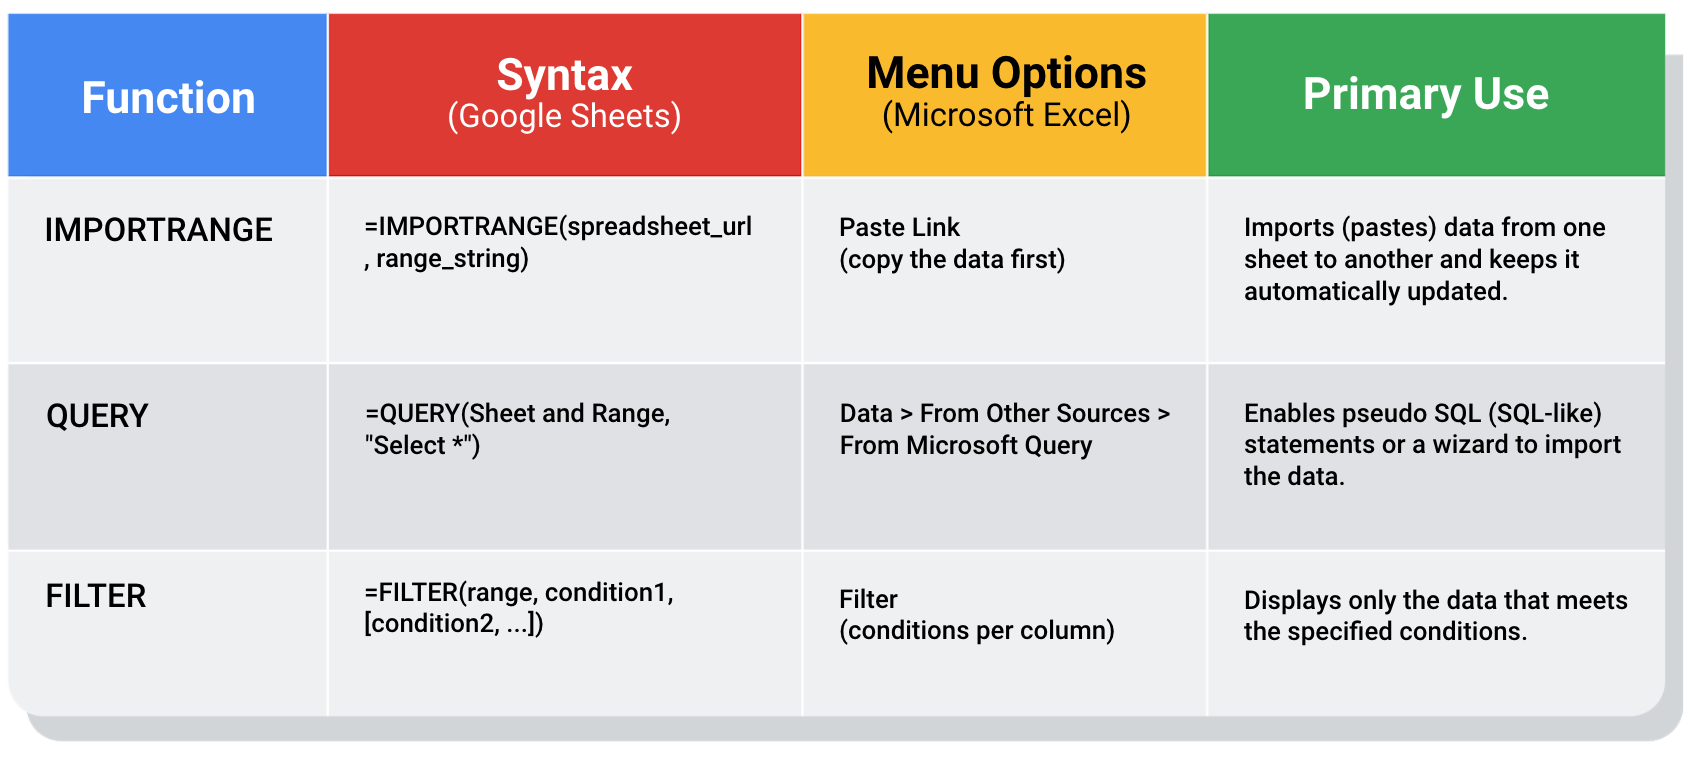 Function
Syntax
(Google Sheets)
Menu Options
(Microsoft Excel)
Primary Use
IMPORTRANGE
=IMPORTRANGE(spreadsheet_url
, range_string)
Paste Link
(copy the data first)
Imports (pastes) data from one
sheet to another and keeps it
automatically updated.
QUERY
=QUERY(Sheet and Range,
"Select *")
Data > From Other Sources >
From Microsoft Query
Enables pseudo SQL (SQL-like)
statements or a wizard to import
the data.
FILTER
=FILTER(range, condition1,
[condition2, ...])
Filter
(conditions per column)
Displays only the data that meets
the specified conditions.